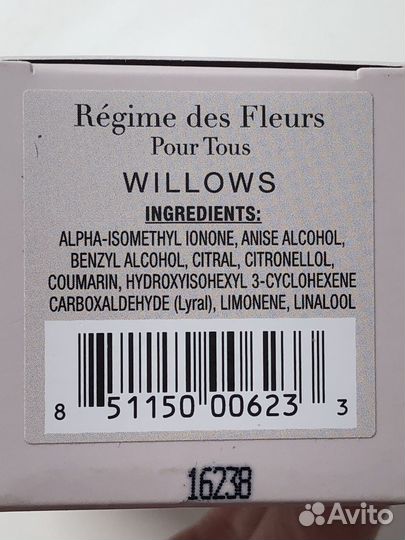 Régime des Fleurs
Pour Tous
WILLOWS
INGREDIENTS:
ALPHA-ISOMETHYL IONONE, ANISE ALCOHOL,
BENZYL ALCOHOL, CITRAL, CITRONELLOL,
COUMARIN, HYDROXYISOHEXYL 3-CYCLOHEXENE
CARBOXALDEHYDE (Lyral), LIMONENE, LINALOOL
8 51150 00623 3
16238
Avito